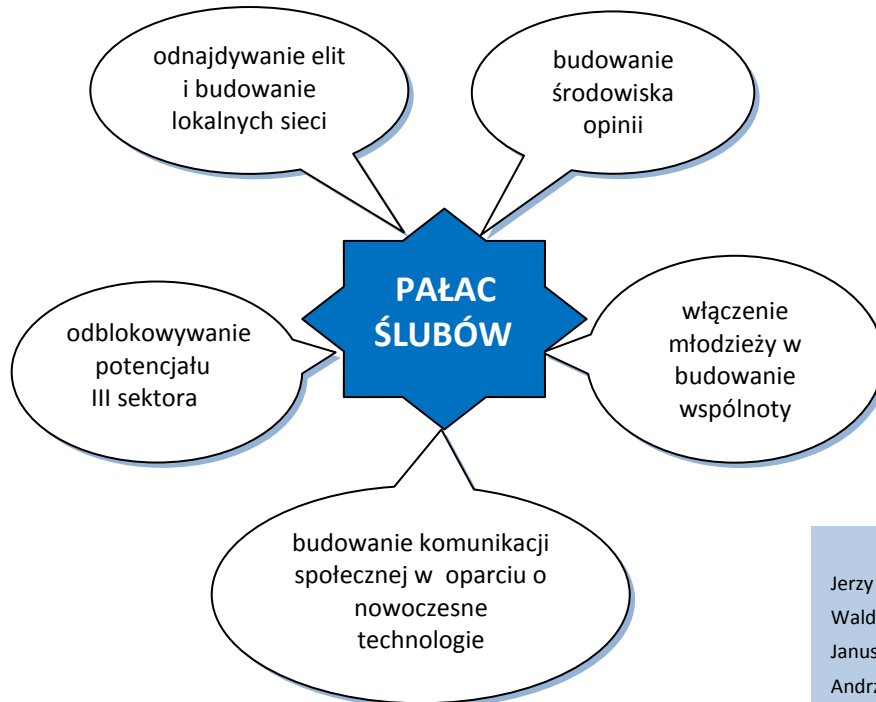 odnajdywanie elit
i budowanie
lokalnych sieci
budowanie
środowiska
opinii
PAŁAC
ŚLUBÓW
odblokowywanie
potencjału
III sektora
włączenie
młodzieży w
budowanie
wspólnoty
budowanie komunikacji
społecznej w oparciu o
nowoczesne
technologie
Jerzy